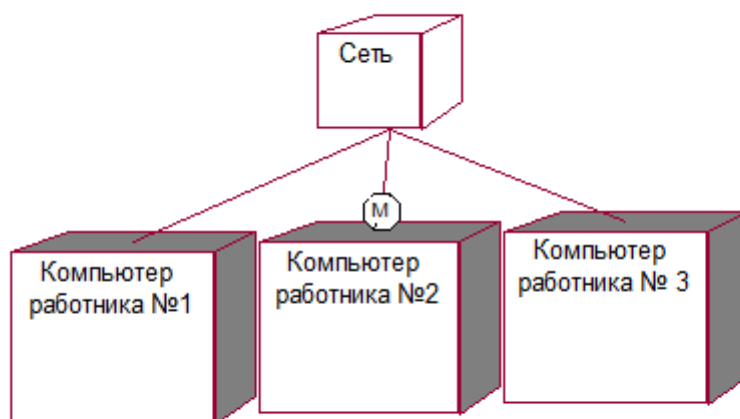 Сеть
М
Компьютер
работника №1
Компьютер
работника №2
Компьютер
работника № 3